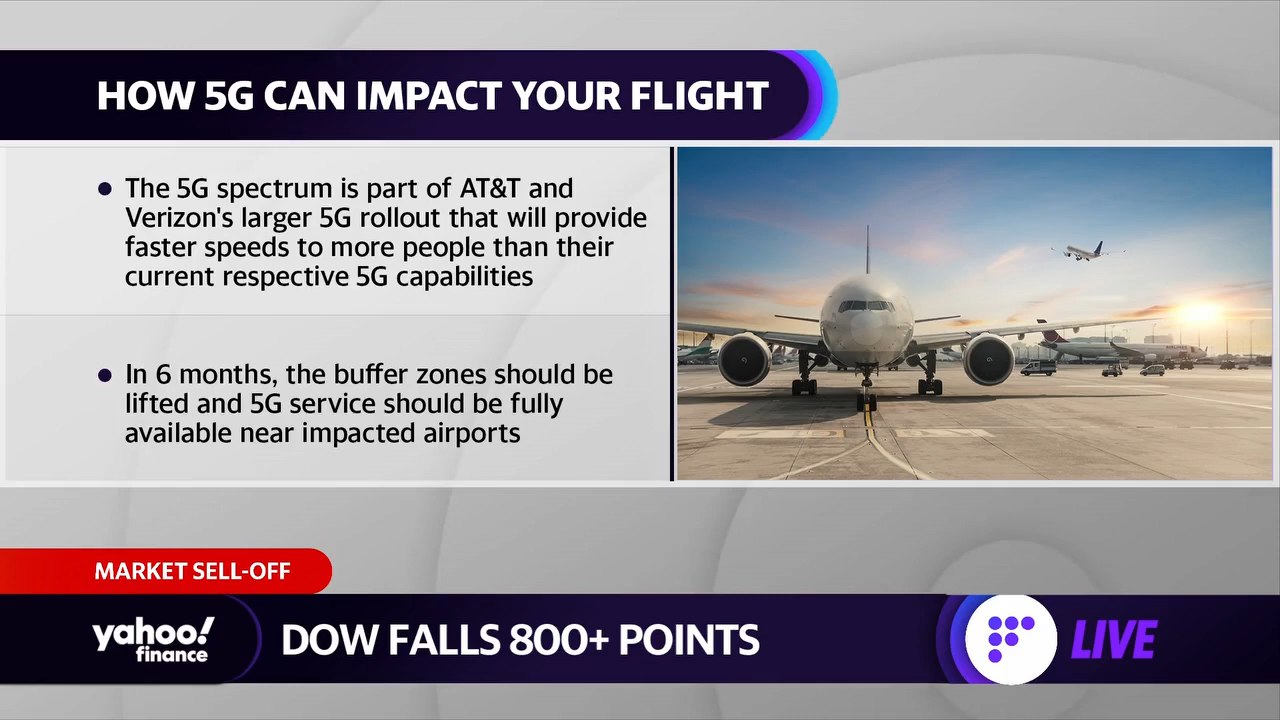 HOW 5G CAN IMPACT YOUR FLIGHT
The 5G spectrum is part of AT&T and
Verizon's larger 5G rollout that will provide
faster speeds to more people than their
current respective 5G capabilities
In 6 months, the buffer zones should be
lifted and 5G service should be fully
available near impacted airports
MARKET SELL-OFF
yahoo!
finance
DOW FALLS 800+ POINTS
LIVE